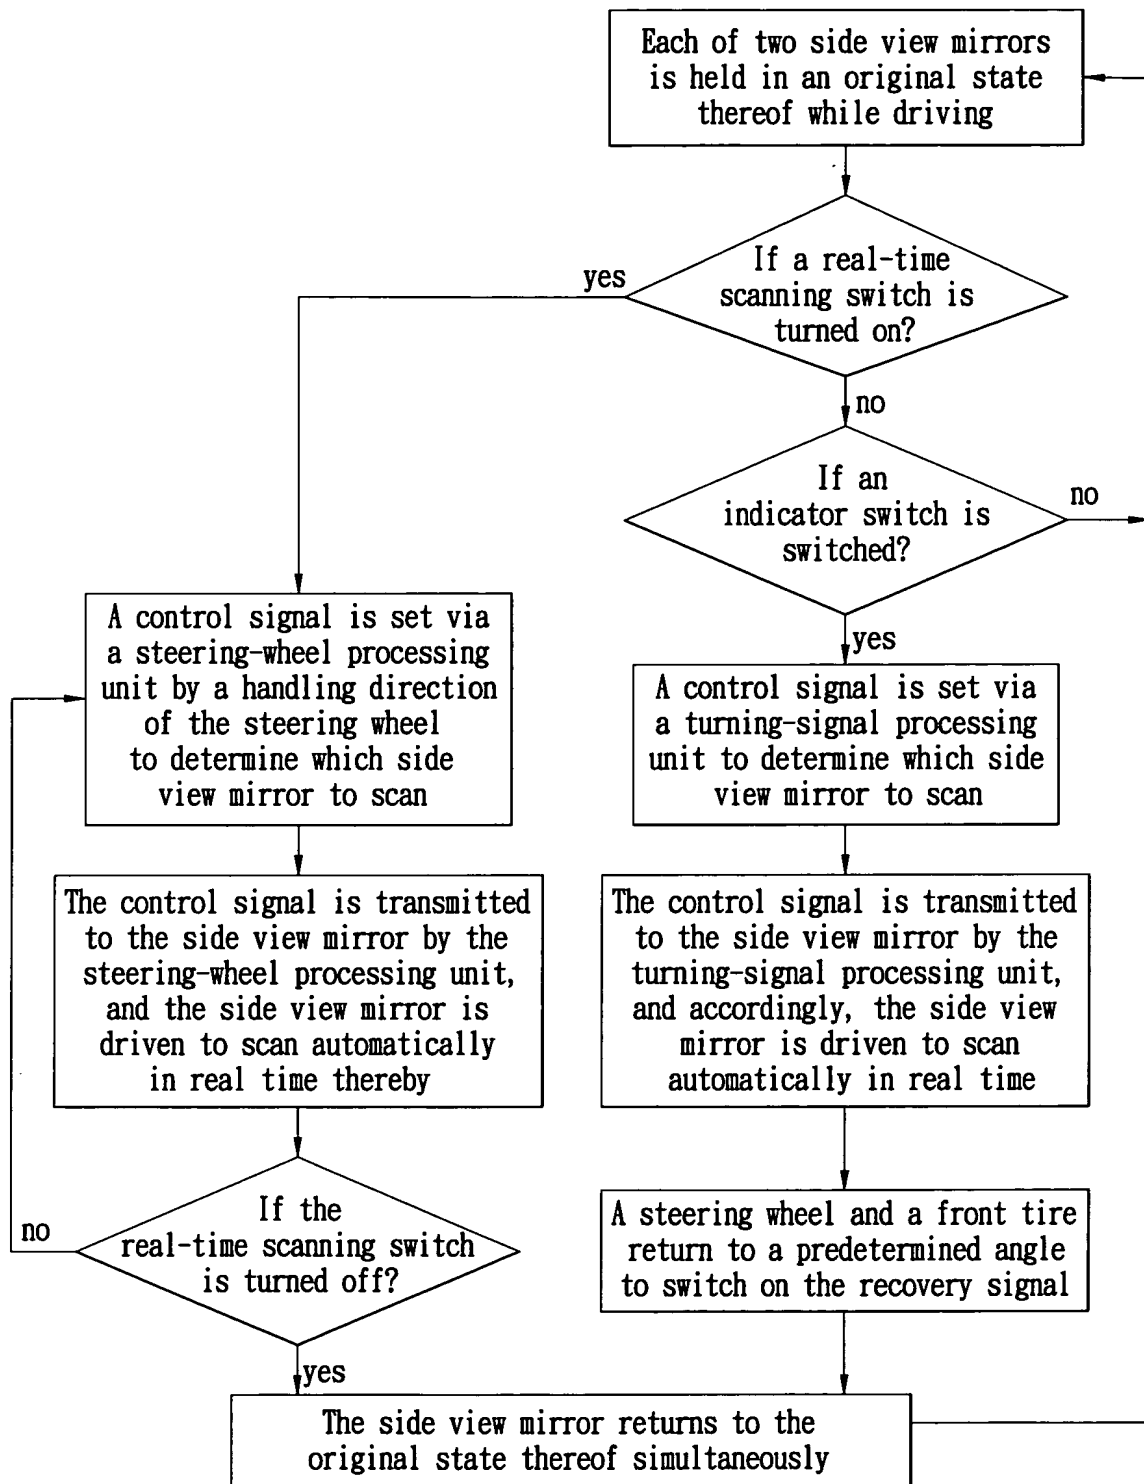 Each of two side view mirrors
is held in an original state
thereof while driving
If a real-time
scanning switch is
turned on?
yes
no
If an
indicator switch is
switched?
no
yes
A control signal is set via
a steering-wheel processing
unit by a handling direction
of the steering wheel
to determine which side
view mirror to scan
A control signal is set via
a turning-signal processing
unit to determine which side
view mirror to scan
The control signal is transmitted
to the side view mirror by the
steering-wheel processing unit,
and the side view mirror is
driven to scan automatically
in real time thereby
The control signal is transmitted
to the side view mirror by the
turning-signal processing unit,
and accordingly, the side view
mirror is driven to scan
automatically in real time
If the
real-time scanning switch
is turned off?
no
yes
A steering wheel and a front tire
return to a predetermined angle
to switch on the recovery signal
The side view mirror returns to the
original state thereof simultaneously